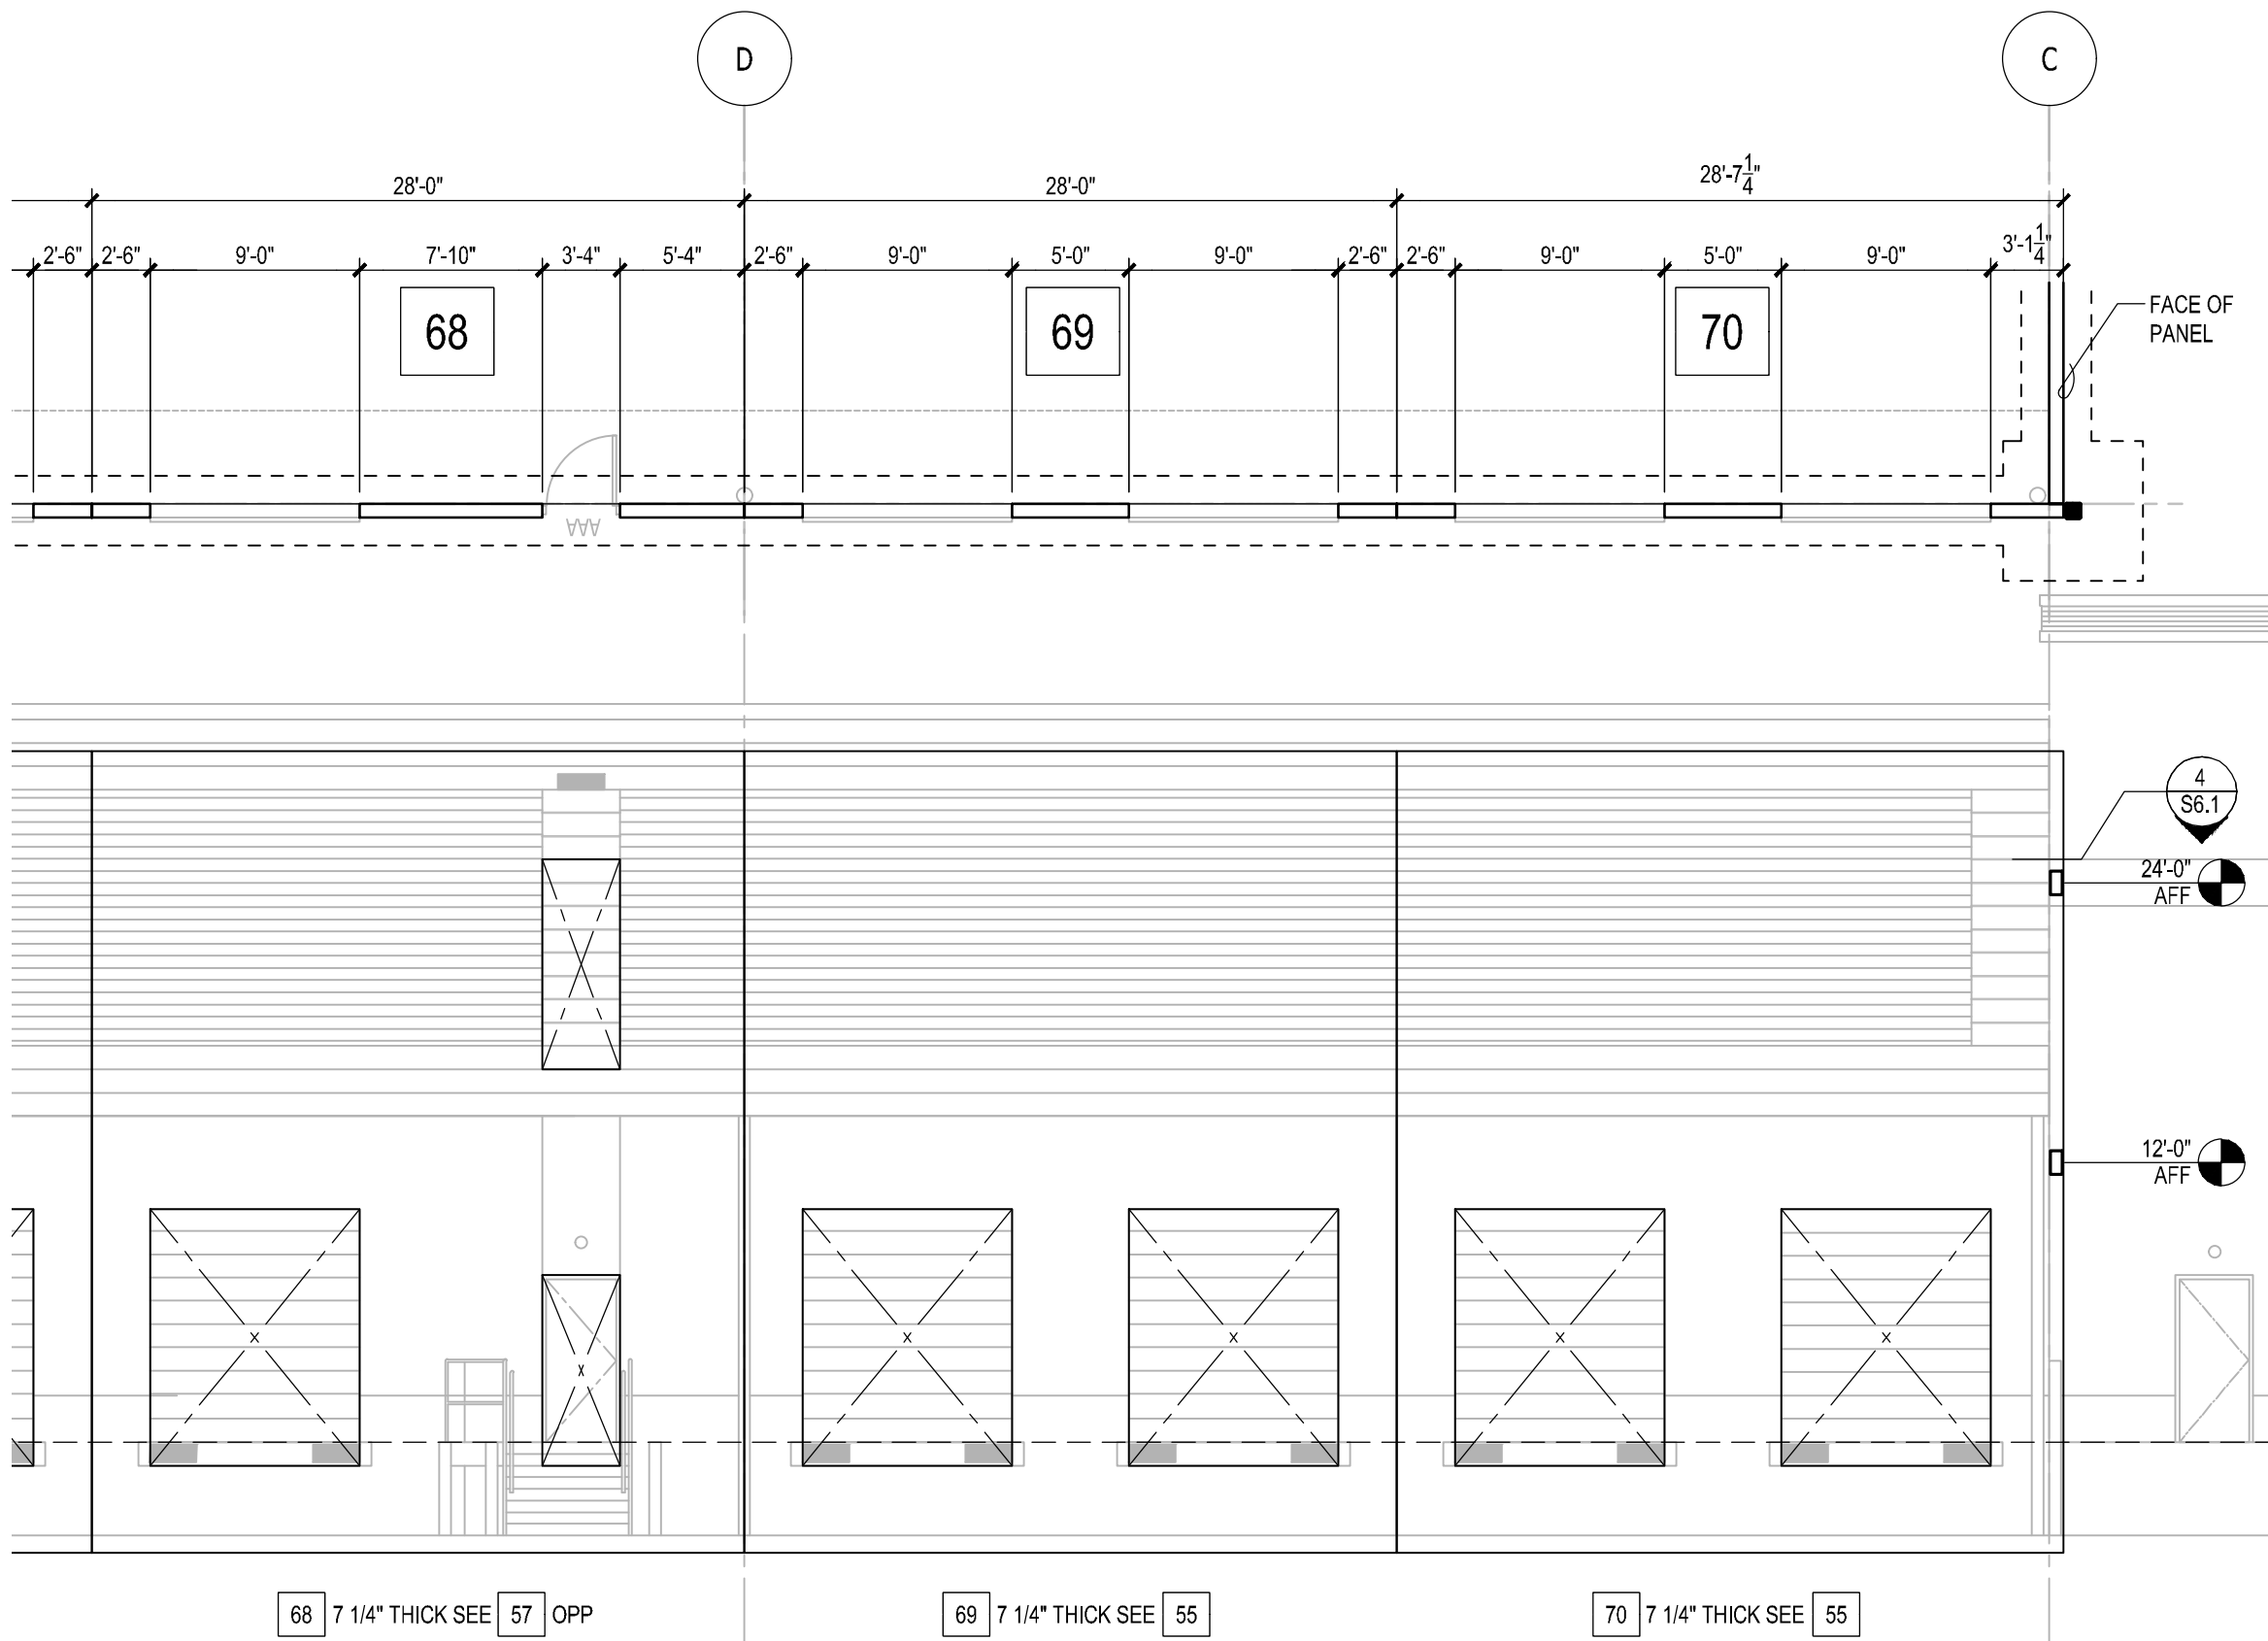 D
C
28'-0"
28'-0"
28'-7 1/4"
2'-6"
2'-6"
9'-0"
7'-10"
3'-4"
5'-4"
2'-6"
9'-0"
5'-0"
9'-0"
2'-6"
2'-6"
9'-0"
5'-0"
9'-0"
3'-1 1/4"
68
69
70
FACE OF
PANEL
4
S6.1
24'-0"
AFF
12'-0"
AFF
68 7 1/4" THICK SEE 57 OPP
69 7 1/4" THICK SEE 55
70 7 1/4" THICK SEE 55